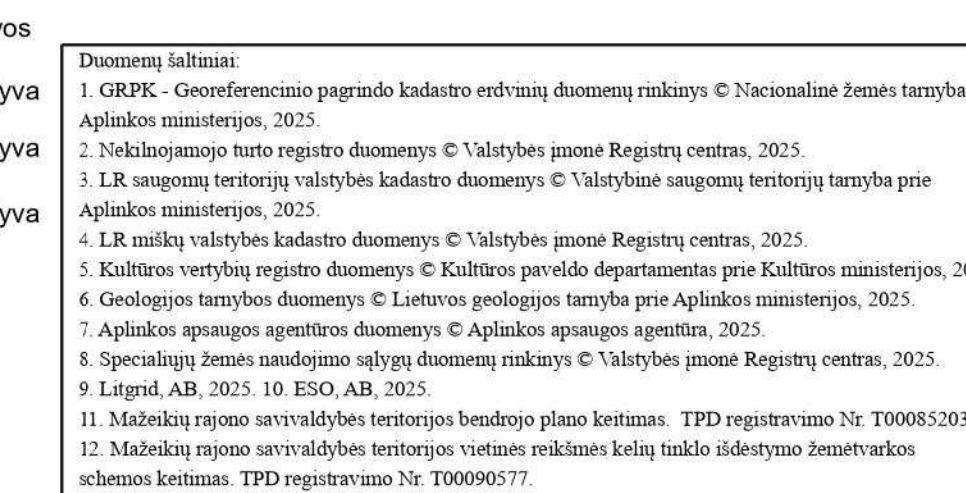 vos
yva
yva
yva
Duomenų šaltiniai:
1. GRPK - Georeferencinio pagrindo kadastro erdvinių duomenų rinkinys © Nacionalinė žemės tarnyba
Aplinkos ministerijos, 2025.
2. Nekilnojamojo turto registro duomenys © Valstybės įmonė Registrų centras, 2025.
3. LR saugomų teritorijų valstybės kadastro duomenys © Valstybinė saugomų teritorijų tarnyba prie
Aplinkos ministerijos, 2025.
4. LR miškų valstybės kadastro duomenys © Valstybės įmonė Registrų centras, 2025.
5. Kultūros vertybių registro duomenys © Kultūros paveldo departamentas prie Kultūros ministerijos, 20
6. Geologijos tarnybos duomenys © Lietuvos geologijos tarnyba prie Aplinkos ministerijos, 2025.
7. Aplinkos apsaugos agentūros duomenys © Aplinkos apsaugos agentūra, 2025.
8. Specialiųjų žemės naudojimo sąlygų duomenų rinkinys © Valstybės įmonė Registrų centras, 2025.
9. Litgrid, AB, 2025. 10. ESO, AB, 2025.
11. Mažeikių rajono savivaldybės teritorijos bendrojo plano keitimas. TPD registravimo Nr. T00085203
12. Mažeikių rajono savivaldybės teritorijos vietinės reikšmės kelių tinklo išdėstymo žemėtvarkos
schemos keitimas. TPD registravimo Nr. T00090577.